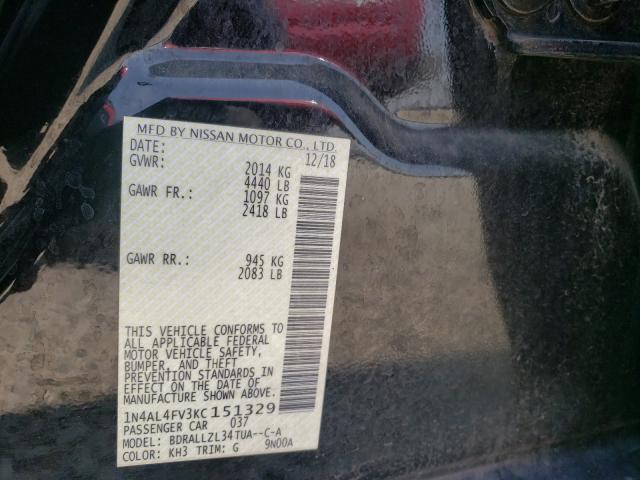 MFD BY NISSAN MOTOR CO., LTD.
DATE: 12/18
GVWR: 2014 KG
4440 LB
GAWR FR.: 1097 KG
2418 LB
GAWR RR.: 945 KG
2083 LB
THIS VEHICLE CONFORMS TO
ALL APPLICABLE FEDERAL
MOTOR VEHICLE SAFETY,
BUMPER, AND THEFT
PREVENTION STANDARDS
IN EFFECT ON THE DATE OF
MANUFACTURE SHOWN ABOVE.
1N4AL4FV3KC151329
PASSENGER CAR 037
MODEL: BDRALLZL34TUA--C-A
COLOR: KH3 TRIM: G 9N00A